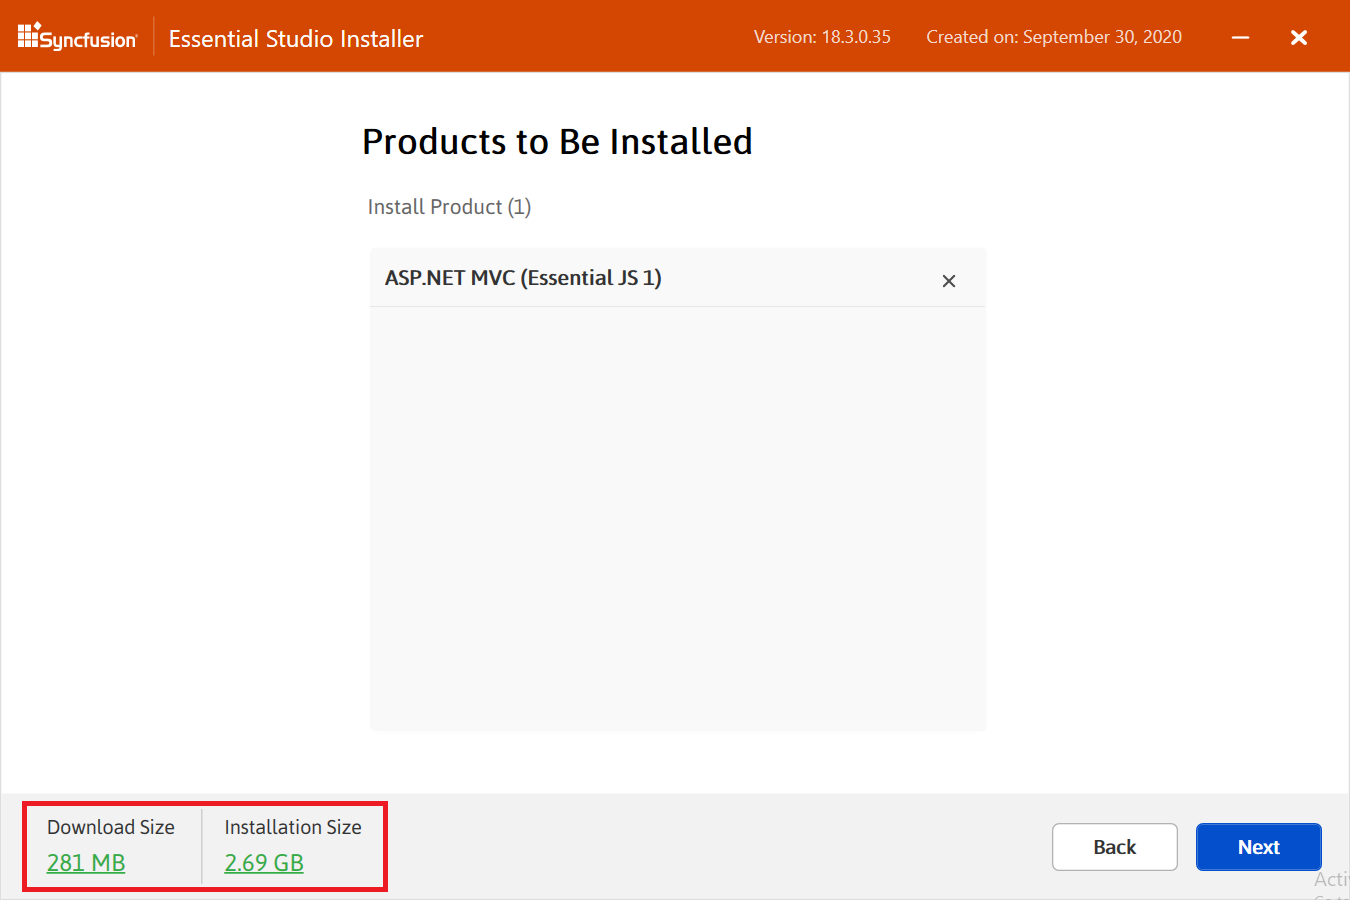 Syncfusion
Essential Studio Installer
Version: 18.3.0.35
Created on: September 30, 2020
Products to Be Installed
Install Product (1)
ASP.NET MVC (Essential JS 1)
Download Size
Installation Size
281 MB
2.69 GB
Back
Next